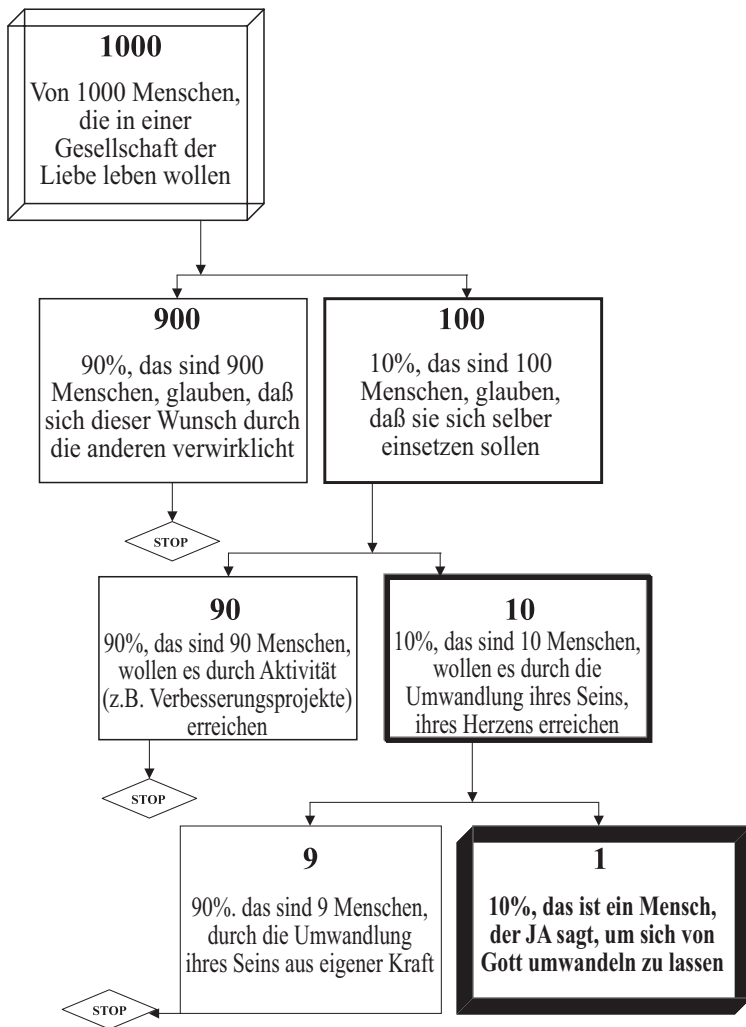 1000
Von 1000 Menschen,
die in einer
Gesellschaft der
Liebe leben wollen
900
90%, das sind 900
Menschen, glauben, daß
sich dieser Wunsch durch
die anderen verwirklicht
100
10%, das sind 100
Menschen, glauben,
daß sie sich selber
einsetzen sollen
STOP
90
90%, das sind 90 Menschen,
wollen es durch Aktivität
(z.B. Verbesserungsprojekte)
erreichen
10
10%, das sind 10 Menschen,
wollen es durch die
Umwandlung ihres Seins,
ihres Herzens erreichen
STOP
9
90%. das sind 9 Menschen,
durch die Umwandlung
ihres Seins aus eigener Kraft
1
10%, das ist ein Mensch,
der JA sagt, um sich von
Gott umwandeln zu lassen
STOP